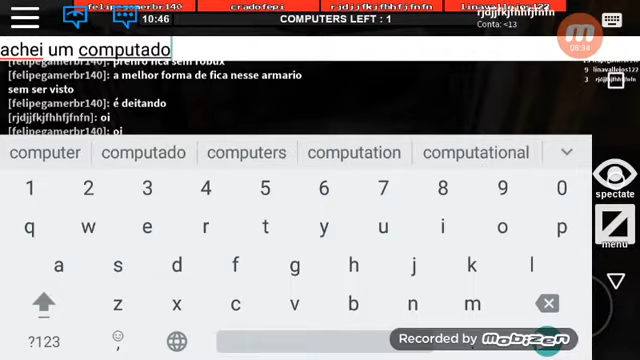 felipegamerbr140 cradofepi rjdjjfkjfhhfjfnfn linavallejos122
10:46 COMPUTERS LEFT : 1 rjdjjfkjfhhfjfnfn
Conta: <13
08:34
achei um computado
[felipegamerbr140]: prefiro fica sem robux
9 linavallejos122
[felipegamerbr140]: a melhor forma de fica nesse armario
sem ser visto
[felipegamerbr140]: é deitando
[rjdjjfkjfhhfjfnfn]: oi
[felipegamerbr140]: oi
computer computado computers computation computational
1 2 3 4 5 6 7 8 9 0
q w e r t y u i o p
spectate
a s d f g h j k l
menu
z x c v b n m
?123 ,
Recorded by MOBIZEN